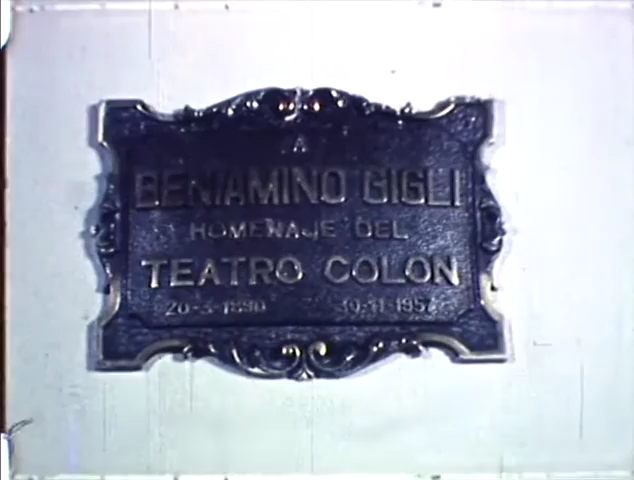 A
BENIAMINO GIGLI
HOMENAJE DEL
TEATRO COLON
20-3-1890 30-11-1957